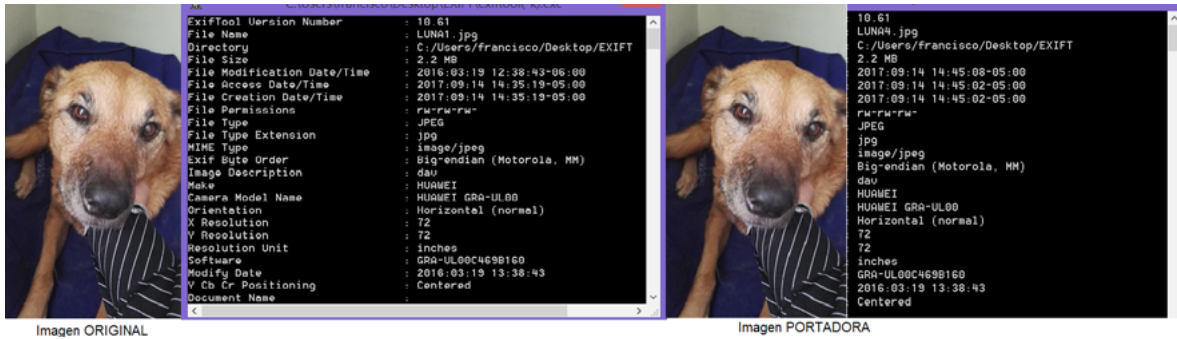 C:\Users\francisco\Desktop\EXIFT\exiftool(-k).exe
ExifTool Version Number : 10.61
File Name : LUNA1.jpg
Directory : C:/Users/francisco/Desktop/EXIFT
File Size : 2.2 MB
File Modification Date/Time : 2016:03:19 12:38:43-06:00
File Access Date/Time : 2017:09:14 14:35:19-05:00
File Creation Date/Time : 2017:09:14 14:35:19-05:00
File Permissions : rw-rw-rw-
File Type : JPEG
File Type Extension : jpg
MIME Type : image/jpeg
Exif Byte Order : Big-endian (Motorola, MM)
Image Description : dav
Make : HUAWEI
Camera Model Name : HUAWEI GRA-UL00
Orientation : Horizontal (normal)
X Resolution : 72
Y Resolution : 72
Resolution Unit : inches
Software : GRA-UL00C469B160
Modify Date : 2016:03:19 13:38:43
Y Cb Cr Positioning : Centered
Document Name :
Imagen ORIGINAL
: 10.61
: LUNA4.jpg
: C:/Users/francisco/Desktop/EXIFT
: 2.2 MB
: 2017:09:14 14:45:08-05:00
: 2017:09:14 14:45:02-05:00
: 2017:09:14 14:45:02-05:00
: rw-rw-rw-
: JPEG
: jpg
: image/jpeg
: Big-endian (Motorola, MM)
: dav
: HUAWEI
: HUAWEI GRA-UL00
: Horizontal (normal)
: 72
: 72
: inches
: GRA-UL00C469B160
: 2016:03:19 13:38:43
: Centered
Imagen PORTADORA